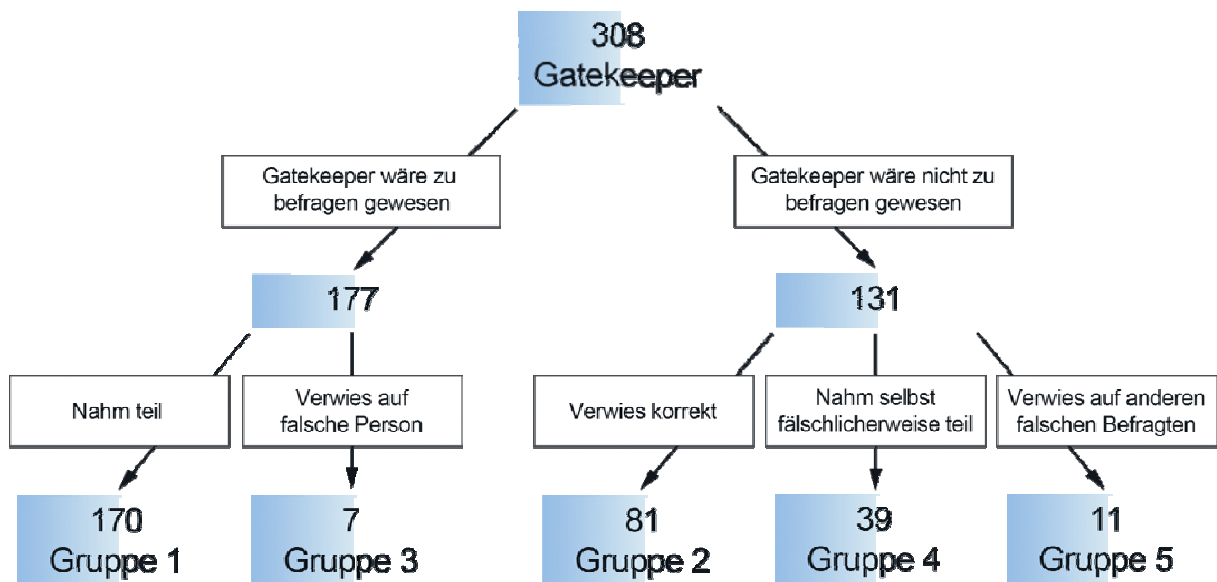 308
Gatekeeper
Gatekeeper wäre zu
befragen gewesen
Gatekeeper wäre nicht zu
befragen gewesen
177
131
Nahm teil
Verwies auf
falsche Person
Verwies korrekt
Nahm selbst
fälschlicherweise teil
Verwies auf anderen
falschen Befragten
170
Gruppe 1
7
Gruppe 3
81
Gruppe 2
39
Gruppe 4
11
Gruppe 5